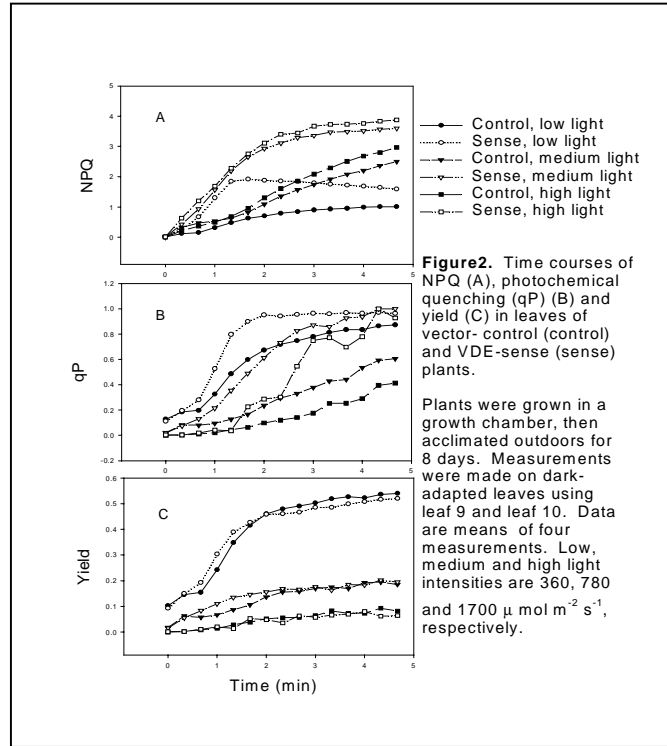 A
NPQ
5
4
3
2
1
0
0
1
2
3
4
5
Control, low light
Sense, low light
Control, medium light
Sense, medium light
Control, high light
Sense, high light
B
qP
1.2
1.0
0.8
0.6
0.4
0.2
0.0
0
1
2
3
4
5
C
Yield
0.6
0.5
0.4
0.3
0.2
0.1
0.0
0
1
2
3
4
5
Time (min)
Figure2. Time courses of
NPQ (A), photochemical
quenching (qP) (B) and
yield (C) in leaves of
vector- control (control)
and VDE-sense (sense)
plants.
Plants were grown in a
growth chamber, then
acclimated outdoors for
8 days. Measurements
were made on dark-
adapted leaves using
leaf 9 and leaf 10. Data
are means of four
measurements. Low,
medium and high light
intensities are 360, 780
and 1700 μ mol m⁻² s⁻¹,
respectively.